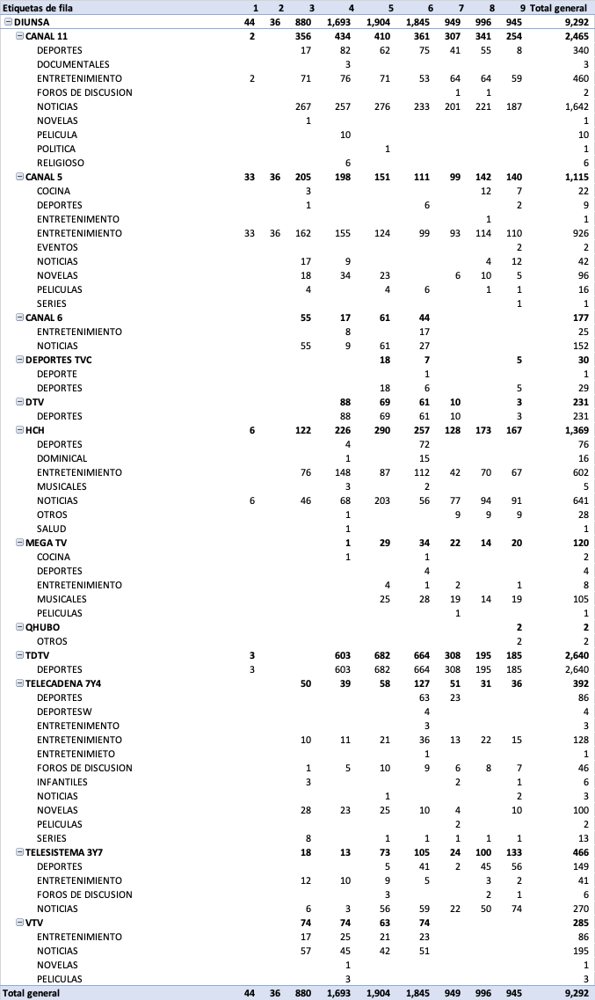 Etiquetas de fila 1 2 3 4 5 6 7 8 9 Total general
DIUNSA 44 36 880 1,693 1,904 1,845 949 996 945 9,292
CANAL 11 2 356 434 410 361 307 341 254 2,465
DEPORTES 17 82 62 75 41 55 8 340
DOCUMENTALES 3 3
ENTRETENIMIENTO 2 71 76 71 53 64 64 59 460
FOROS DE DISCUSION 1 1 2
NOTICIAS 267 257 276 233 201 221 187 1,642
NOVELAS 1 1
PELICULA 10 10
POLITICA 1 1
RELIGIOSO 6 6
CANAL 5 33 36 205 198 151 111 99 142 140 1,115
COCINA 3 12 7 22
DEPORTES 1 6 2 9
ENTRETENIMENTO 1 1
ENTRETENIMIENTO 33 36 162 155 124 99 93 114 110 926
EVENTOS 2 2
NOTICIAS 17 9 4 12 42
NOVELAS 18 34 23 6 10 5 96
PELICULAS 4 4 6 1 1 16
SERIES 1 1
CANAL 6 55 17 61 44 177
ENTRETENIMIENTO 8 17 25
NOTICIAS 55 9 61 27 152
DEPORTES TVC 18 7 5 30
DEPORTE 1 1
DEPORTES 18 6 5 29
DTV 88 69 61 10 3 231
DEPORTES 88 69 61 10 3 231
HCH 6 122 226 290 257 128 173 167 1,369
DEPORTES 4 72 76
DOMINICAL 1 15 16
ENTRETENIMIENTO 76 148 87 112 42 70 67 602
MUSICALES 3 2 5
NOTICIAS 6 46 68 203 56 77 94 91 641
OTROS 1 9 9 9 28
SALUD 1 1
MEGA TV 1 29 34 22 14 20 120
COCINA 1 1 2
DEPORTES 4 4
ENTRETENIMIENTO 4 1 2 1 8
MUSICALES 25 28 19 14 19 105
PELICULAS 1 1
QHUBO 2 2
OTROS 2 2
TDTV 3 603 682 664 308 195 185 2,640
DEPORTES 3 603 682 664 308 195 185 2,640
TELECADENA 7Y4 50 39 58 127 51 31 36 392
DEPORTES 63 23 86
DEPORTESW 4 4
ENTRETENIMENTO 3 3
ENTRETENIMIENTO 10 11 21 36 13 22 15 128
ENTRETENIMIETO 1 1
FOROS DE DISCUSION 1 5 10 9 6 8 7 46
INFANTILES 3 2 1 6
NOTICIAS 1 2 3
NOVELAS 28 23 25 10 4 10 100
PELICULAS 2 2
SERIES 8 1 1 1 1 1 13
TELESISTEMA 3Y7 18 13 73 105 24 100 133 466
DEPORTES 5 41 2 45 56 149
ENTRETENIMIENTO 12 10 9 5 3 2 41
FOROS DE DISCUSION 3 2 1 6
NOTICIAS 6 3 56 59 22 50 74 270
VTV 74 74 63 74 285
ENTRETENIMIENTO 17 25 21 23 86
NOTICIAS 57 45 42 51 195
NOVELAS 1 1
PELICULAS 3 3
Total general 44 36 880 1,693 1,904 1,845 949 996 945 9,292